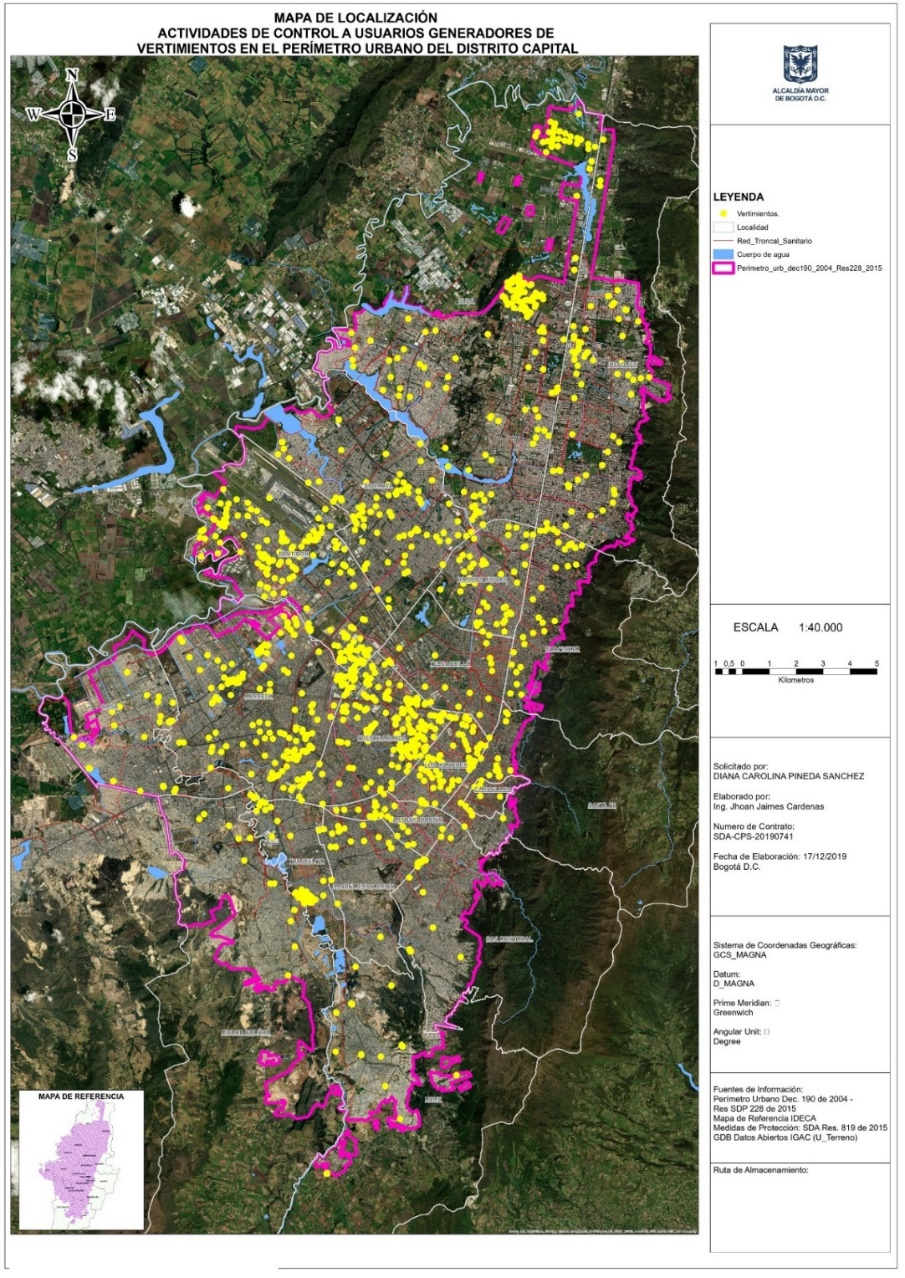 MAPA DE LOCALIZACIÓN
ACTIVIDADES DE CONTROL A USUARIOS GENERADORES DE
VERTIMIENTOS EN EL PERÍMETRO URBANO DEL DISTRITO CAPITAL
N
W
E
S
ALCALDÍA MAYOR
DE BOGOTÁ D.C.
LEYENDA
Vertimientos.
Localidad
Red_Troncal_Sanitario
Cuerpo de agua
Perimetro_urb_dec190_2004_Res228_2015
ESCALA 1:40.000
1 0,5 0 1 2 3 4 5
Kilometros
Solicitado por:
DIANA CAROLINA PINEDA SANCHEZ
Elaborado por:
Ing. Jhoan Jaimes Cardenas
Numero de Contrato:
SDA-CPS-20190741
Fecha de Elaboración: 17/12/2019
Bogotá D.C.
Sistema de Coordenadas Geográficas:
GCS_MAGNA
Datum:
D_MAGNA
Prime Meridian:
Greenwich
Angular Unit:
Degree
Fuentes de Información:
Perímetro Urbano Dec. 190 de 2004 -
Res SDP 228 de 2015
Mapa de Referencia IDECA
Medidas de Protección: SDA Res. 819 de 2015
GDB Datos Abiertos IGAC (U_Terreno)
Ruta de Almacenamiento:
MAPA DE REFERENCIA